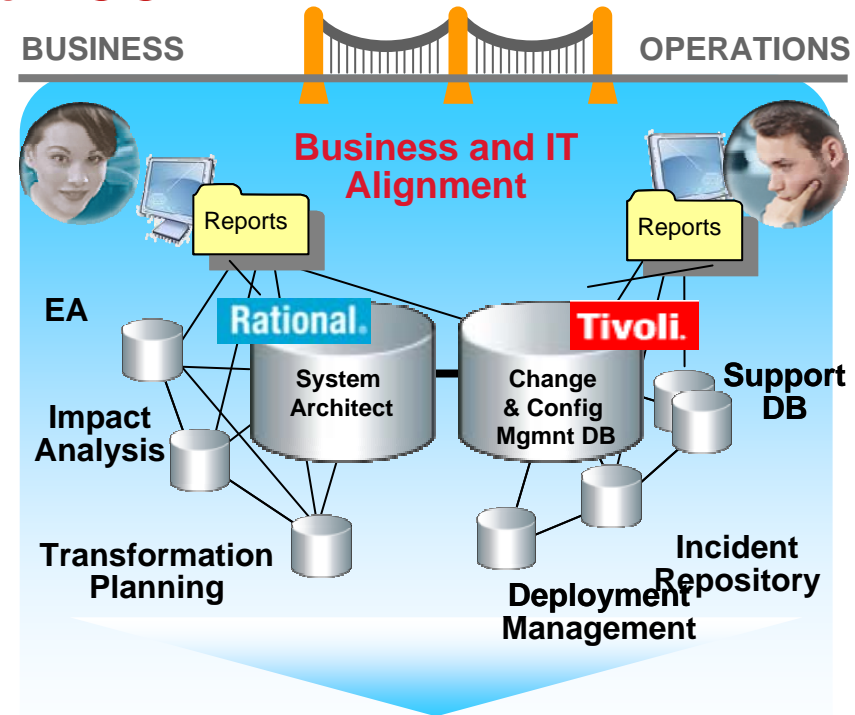 BUSINESS
OPERATIONS
Business and IT
Alignment
Reports
Reports
EA
Rational.
Tivoli.
System
Architect
Change
& Config
Mgmnt DB
Support
DB
Impact
Analysis
Transformation
Planning
Incident
Repository
Deployment
Management